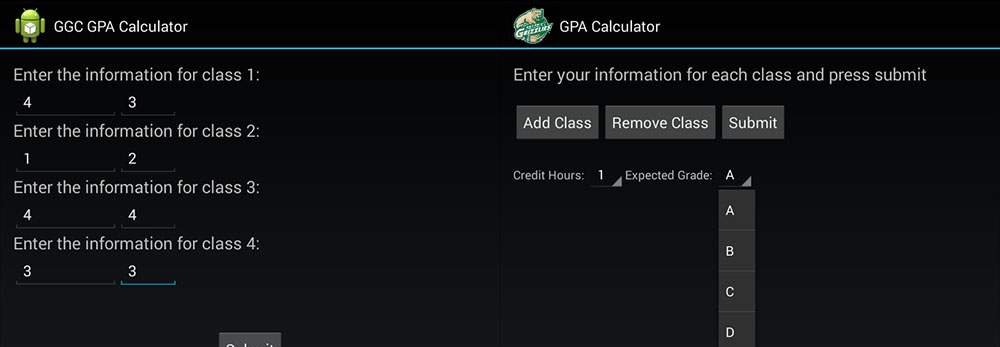 GGC GPA Calculator
Enter the information for class 1:
4 3
Enter the information for class 2:
1 2
Enter the information for class 3:
4 4
Enter the information for class 4:
3 3
Submit
GRIZZLIES GPA Calculator
Enter your information for each class and press submit
Add Class Remove Class Submit
Credit Hours: 1 Expected Grade: A
A
B
C
D